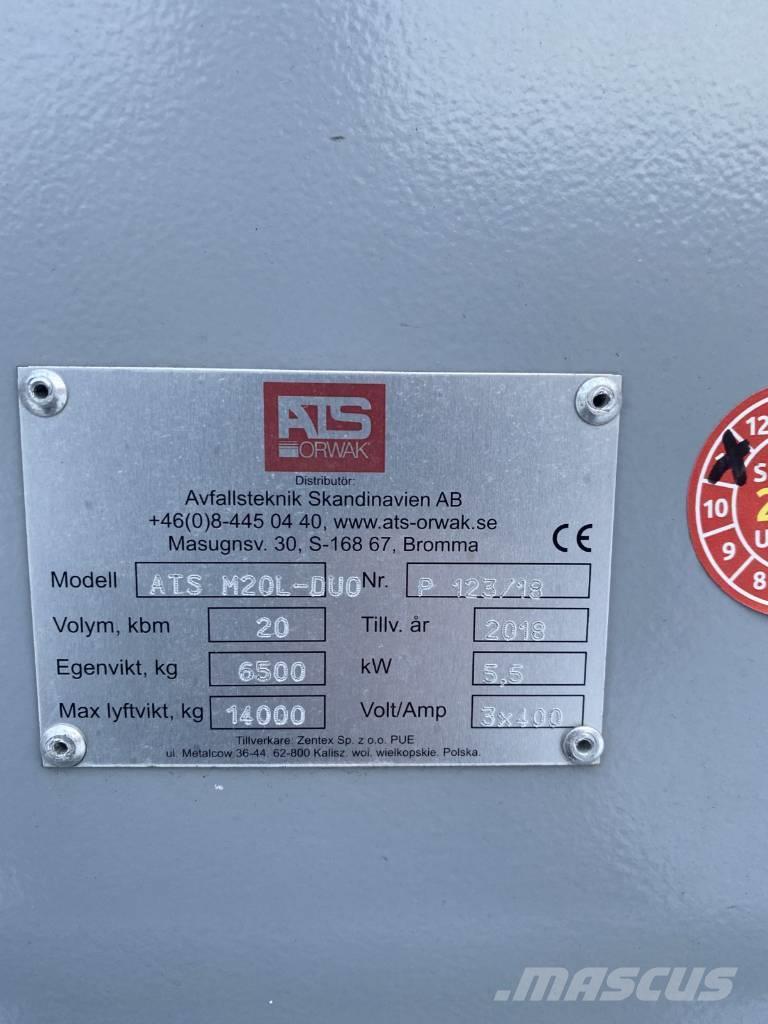 ATS
ORWAK
Distributör:
Avfallsteknik Skandinavien AB
+46(0)8-445 04 40, www.ats-orwak.se
Masugnsv. 30, S-168 67, Bromma
CE
Modell ATS M20L-DUO Nr. P 123/18
Volym, kbm 20 Tillv. år 2018
Egenvikt, kg 6500 kW 5,5
Max lyftvikt, kg 14000 Volt/Amp 3x400
Tillverkare: Zentex Sp. z o.o. PUE
ul. Metalcow 36-44. 62-800 Kalisz. woi. wielkopskie. Polska.
12
10
9
8
MASCUS